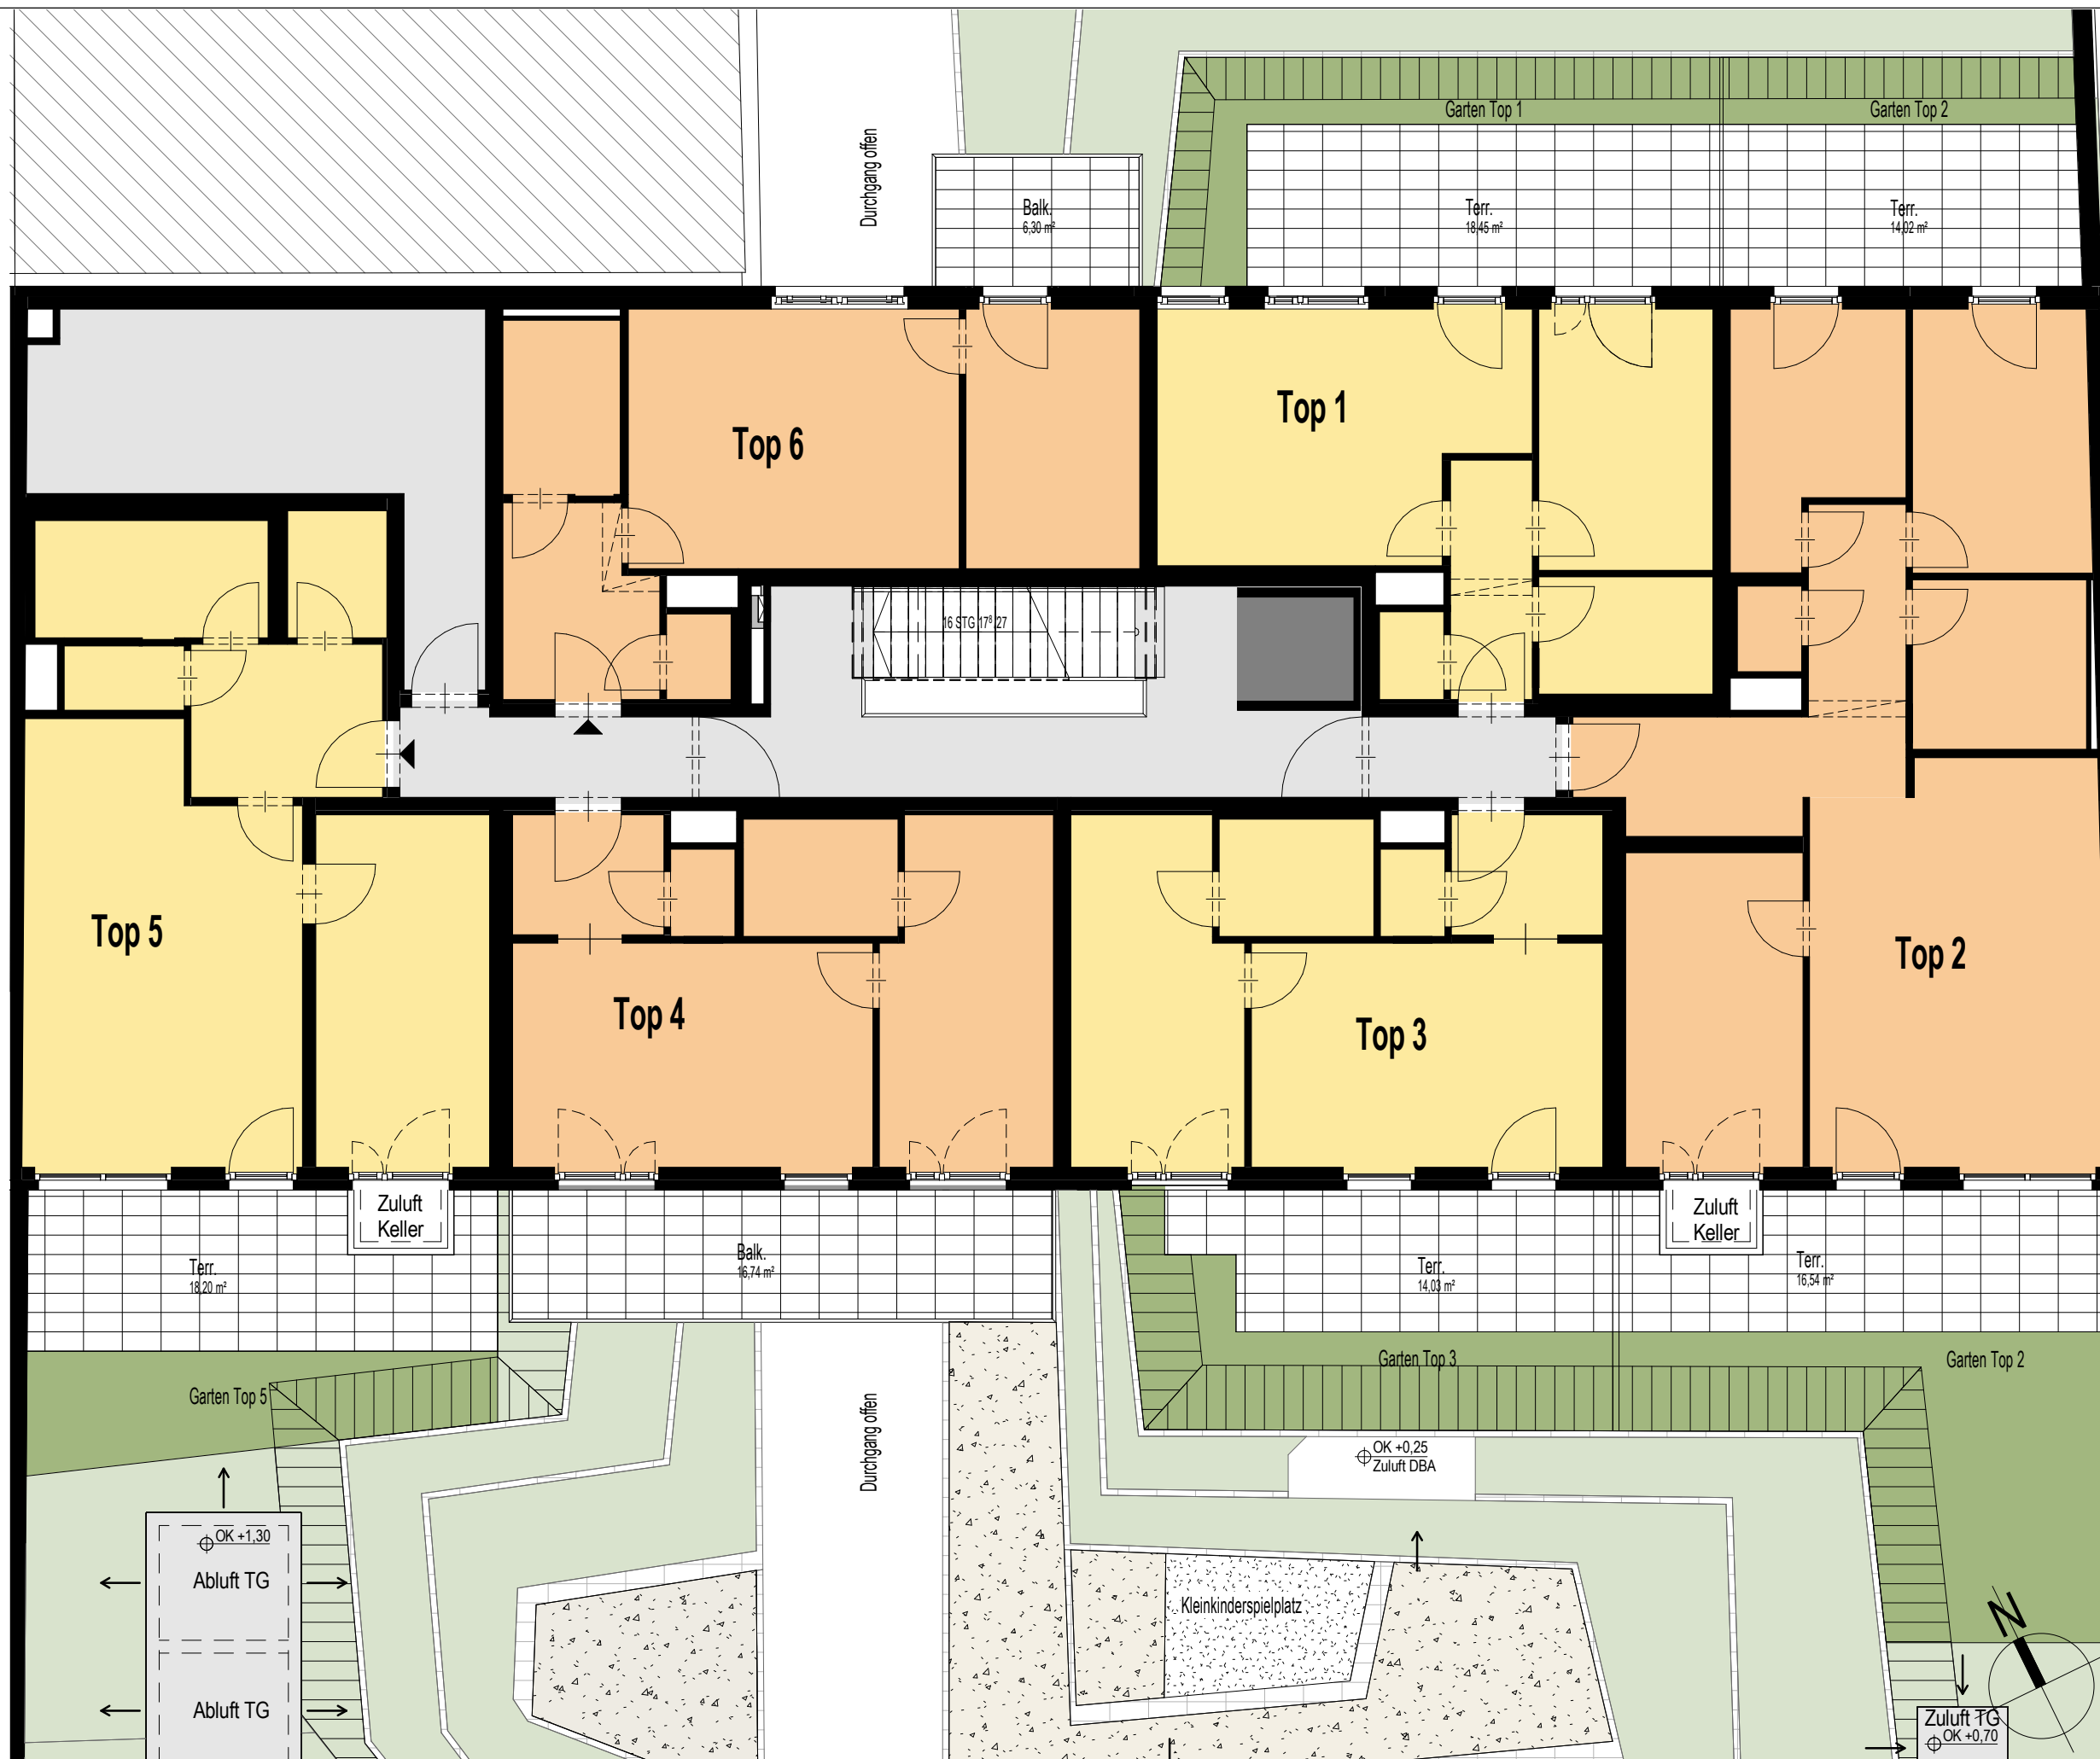 Garten Top 1
Garten Top 2
Durchgang offen
Balk.
6,30 m²
Terr.
18,45 m²
Terr.
14,02 m²
Top 6
Top 1
16 STG 17⁸ 27
Top 5
Top 4
Top 3
Top 2
Zuluft
Keller
Zuluft
Keller
Terr.
18,20 m²
Balk.
16,74 m²
Terr.
14,03 m²
Terr.
16,54 m²
Garten Top 5
Garten Top 3
Garten Top 2
Durchgang offen
OK +0,25
Zuluft DBA
OK +1,30
Abluft TG
Kleinkinderspielplatz
N
Abluft TG
Zuluft TG
OK +0,70